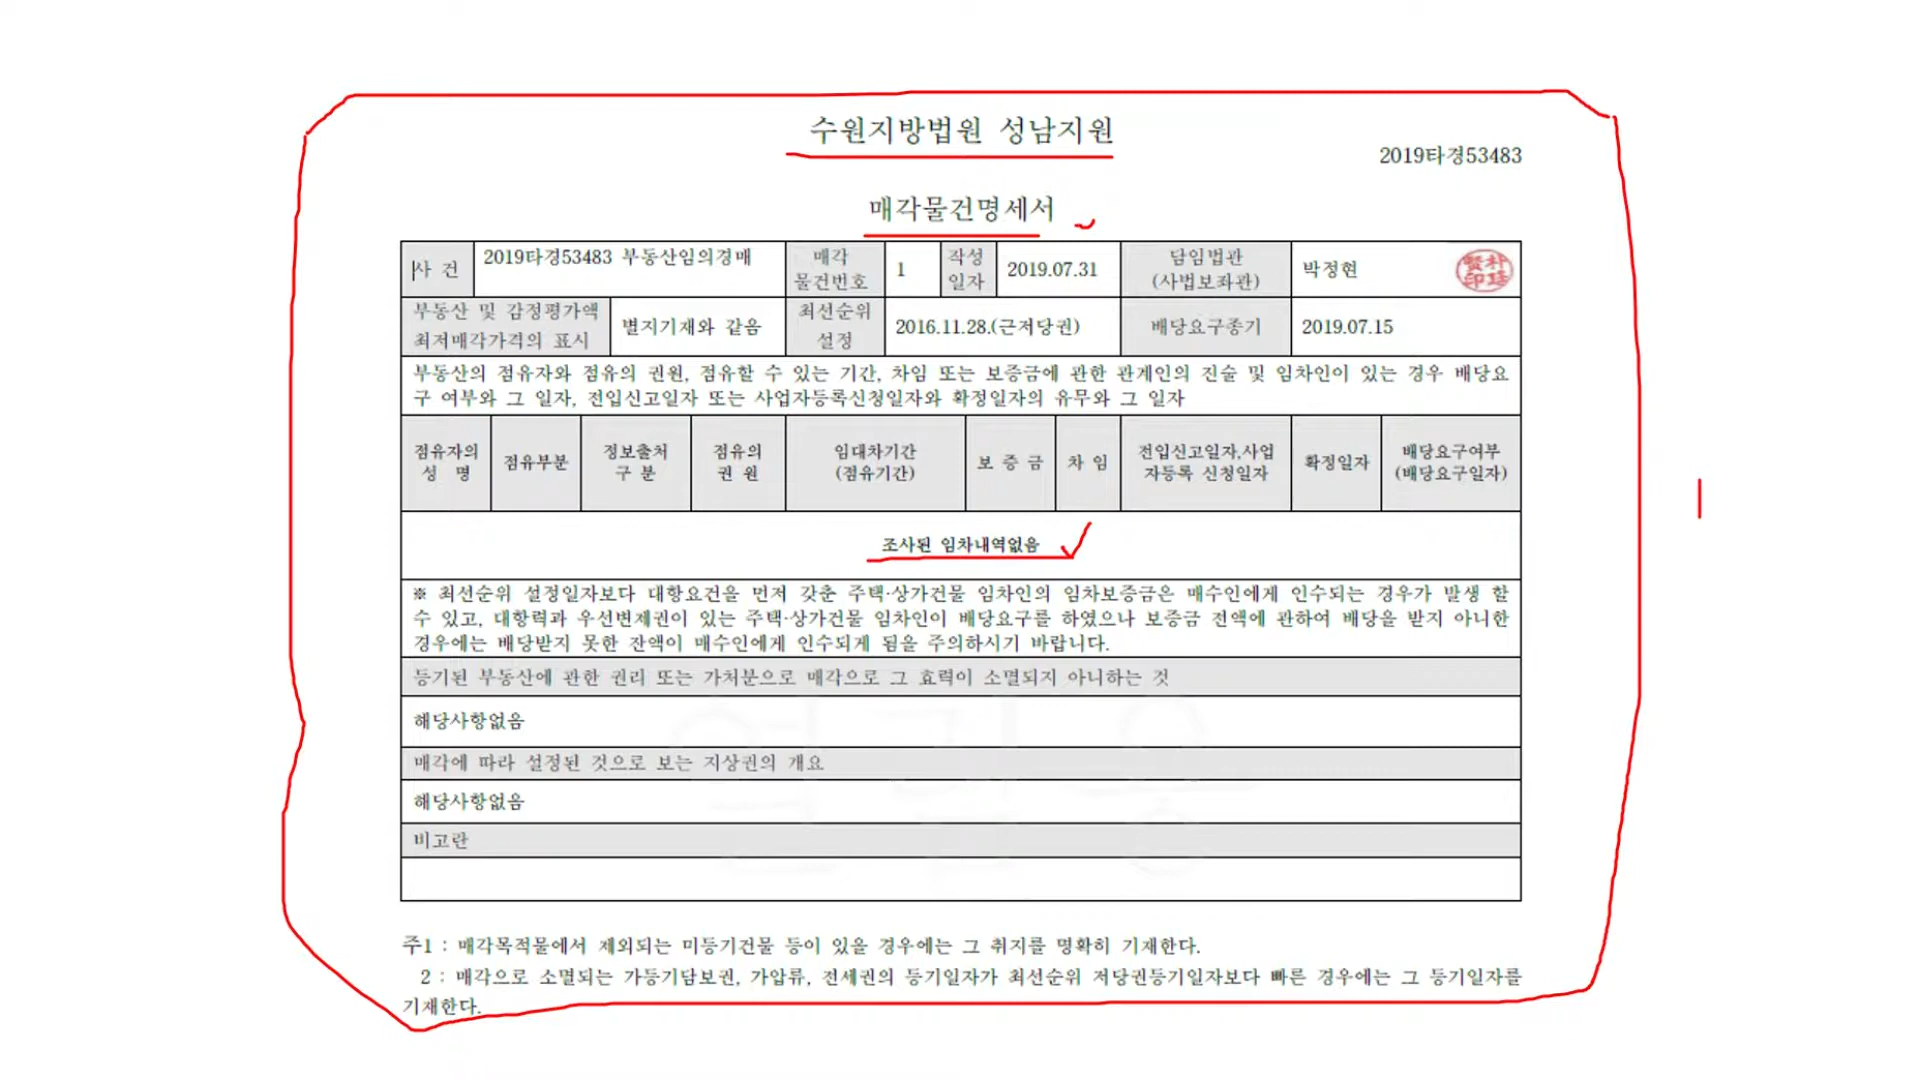 수원지방법원 성남지원
2019타경53483
매각물건명세서
사 건
2019타경53483 부동산임의경매
매각
물건번호
1
작성
일자
2019.07.31
담임법관
(사법보좌관)
박정현
부동산 및 감정평가액
최저매각가격의 표시
별지기재와 같음
최선순위
설정
2016.11.28.(근저당권)
배당요구종기
2019.07.15
부동산의 점유자와 점유의 권원, 점유할 수 있는 기간, 차임 또는 보증금에 관한 관계인의 진술 및 임차인이 있는 경우 배당요
구 여부와 그 일자, 전입신고일자 또는 사업자등록신청일자와 확정일자의 유무와 그 일자
점유자의
성 명
점유부분
정보출처
구 분
점유의
권 원
임대차기간
(점유기간)
보 증 금
차 임
전입신고일자,사업
자등록 신청일자
확정일자
배당요구여부
(배당요구일자)
조사된 임차내역없음
※ 최선순위 설정일자보다 대항요건을 먼저 갖춘 주택·상가건물 임차인의 임차보증금은 매수인에게 인수되는 경우가 발생 할
수 있고, 대항력과 우선변제권이 있는 주택·상가건물 임차인이 배당요구를 하였으나 보증금 전액에 관하여 배당을 받지 아니한
경우에는 배당받지 못한 잔액이 매수인에게 인수되게 됨을 주의하시기 바랍니다.
등기된 부동산에 관한 권리 또는 가처분으로 매각으로 그 효력이 소멸되지 아니하는 것
해당사항없음
매각에 따라 설정된 것으로 보는 지상권의 개요
해당사항없음
비고란
주1 : 매각목적물에서 제외되는 미등기건물 등이 있을 경우에는 그 취지를 명확히 기재한다.
2 : 매각으로 소멸되는 가등기담보권, 가압류, 전세권의 등기일자가 최선순위 저당권등기일자보다 빠른 경우에는 그 등기일자를
기재한다.